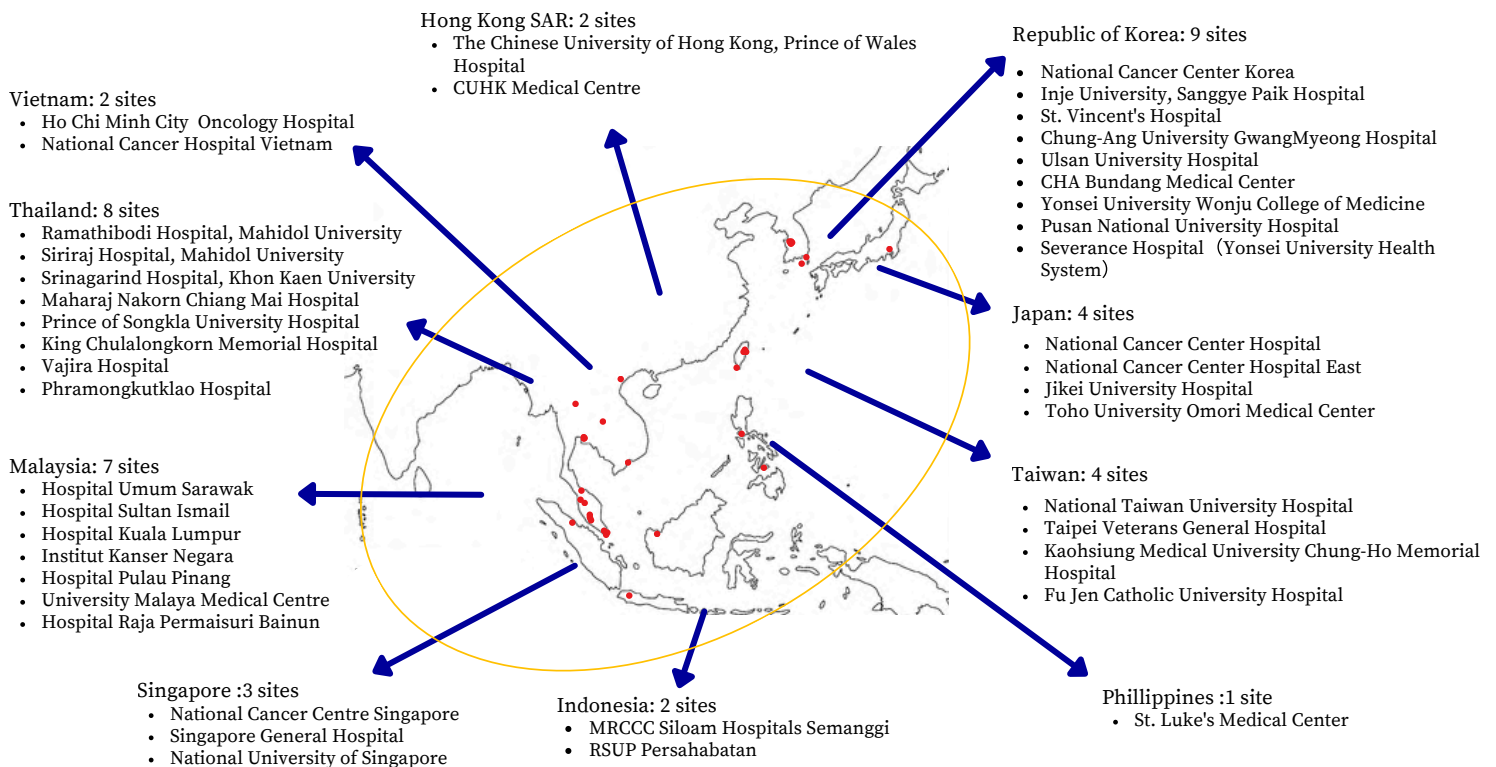 Hong Kong SAR: 2 sites
• The Chinese University of Hong Kong, Prince of Wales
Hospital
• CUHK Medical Centre
Vietnam: 2 sites
• Ho Chi Minh City Oncology Hospital
• National Cancer Hospital Vietnam
Thailand: 8 sites
• Ramathibodi Hospital, Mahidol University
• Siriraj Hospital, Mahidol University
• Srinagarind Hospital, Khon Kaen University
• Maharaj Nakorn Chiang Mai Hospital
• Prince of Songkla University Hospital
• King Chulalongkorn Memorial Hospital
• Vajira Hospital
• Phramongkutklao Hospital
Malaysia: 7 sites
• Hospital Umum Sarawak
• Hospital Sultan Ismail
• Hospital Kuala Lumpur
• Institut Kanser Negara
• Hospital Pulau Pinang
• University Malaya Medical Centre
• Hospital Raja Permaisuri Bainun
Singapore :3 sites
• National Cancer Centre Singapore
• Singapore General Hospital
• National University of Singapore
Indonesia: 2 sites
• MRCCC Siloam Hospitals Semanggi
• RSUP Persahabatan
Republic of Korea: 9 sites
• National Cancer Center Korea
• Inje University, Sanggye Paik Hospital
• St. Vincent's Hospital
• Chung-Ang University GwangMyeong Hospital
• Ulsan University Hospital
• CHA Bundang Medical Center
• Yonsei University Wonju College of Medicine
• Pusan National University Hospital
• Severance Hospital（Yonsei University Health
System）
Japan: 4 sites
• National Cancer Center Hospital
• National Cancer Center Hospital East
• Jikei University Hospital
• Toho University Omori Medical Center
Taiwan: 4 sites
• National Taiwan University Hospital
• Taipei Veterans General Hospital
• Kaohsiung Medical University Chung-Ho Memorial
Hospital
• Fu Jen Catholic University Hospital
Phillippines :1 site
• St. Luke's Medical Center